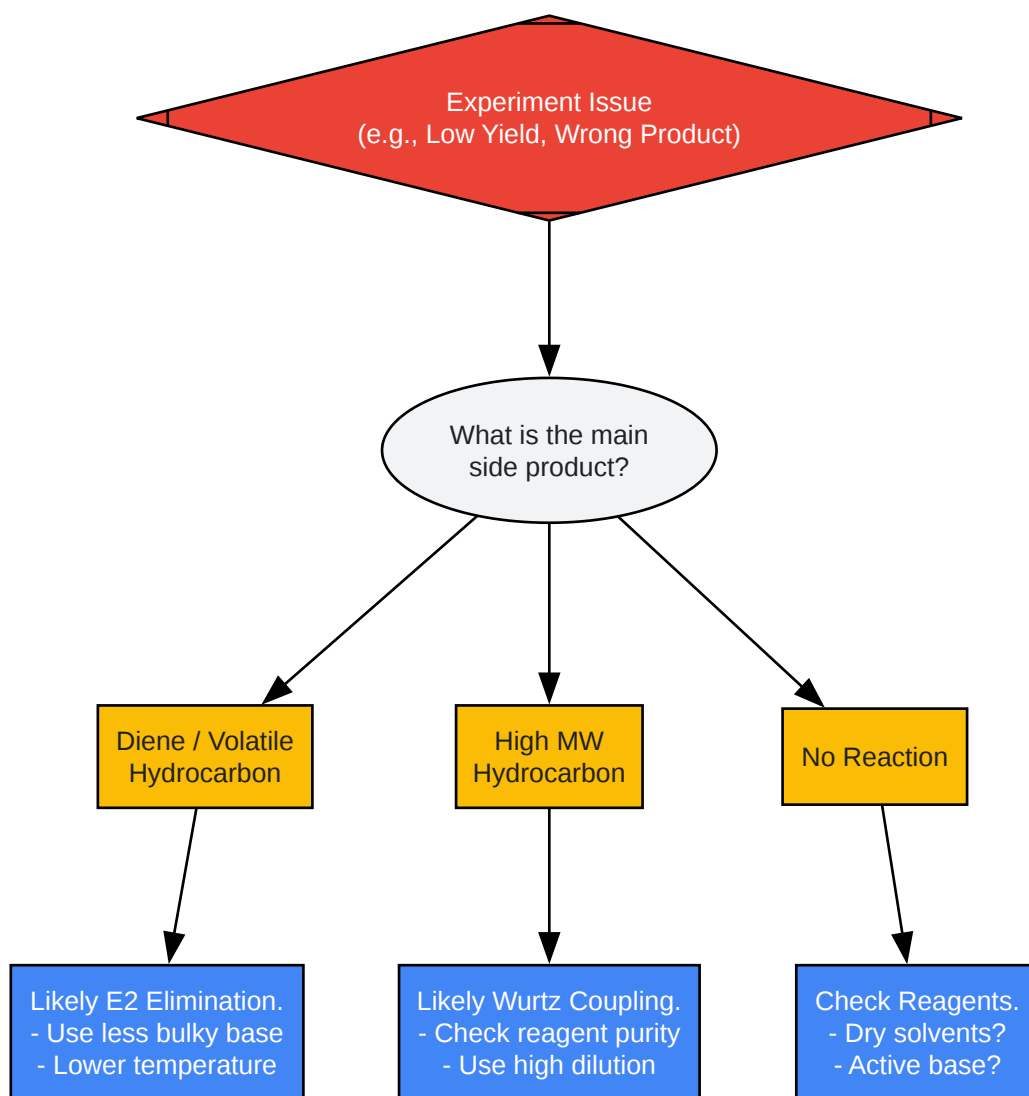 Experiment Issue
(e.g., Low Yield, Wrong Product)
What is the main
side product?
Diene / Volatile
Hydrocarbon
High MW
Hydrocarbon
No Reaction
Likely E2 Elimination.
- Use less bulky base
- Lower temperature
Likely Wurtz Coupling.
- Check reagent purity
- Use high dilution
Check Reagents.
- Dry solvents?
- Active base?